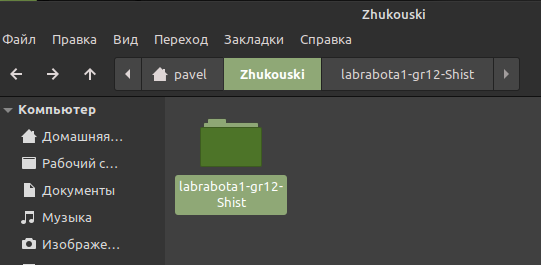 Zhukouski
Файл Правка Вид Переход Закладки Справка
pavel Zhukouski labrabota1-gr12-Shist
Компьютер
Домашняя...
Рабочий с...
Документы
Музыка
Изображе...
labrabota1-gr12-
Shist